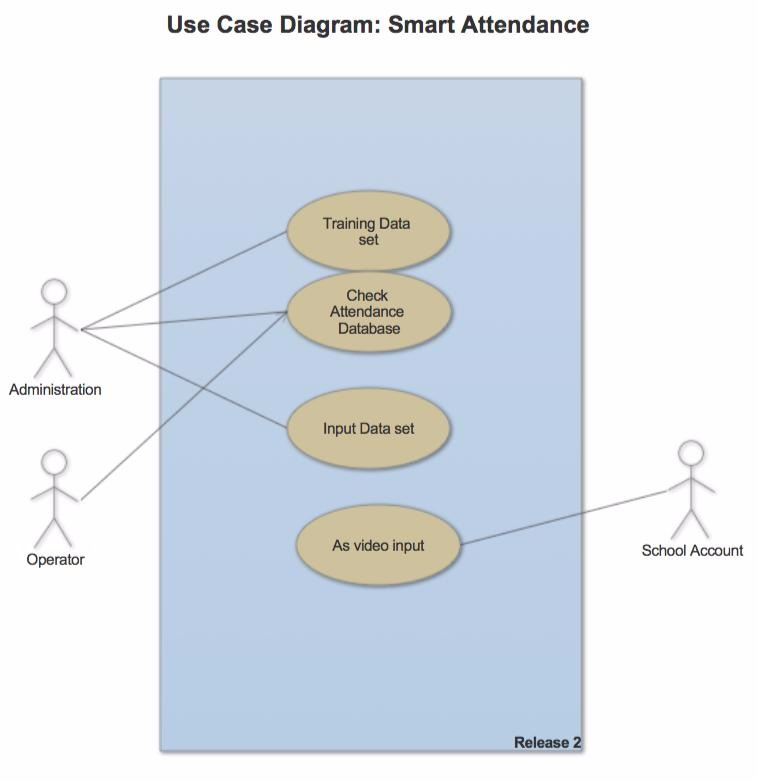 Use Case Diagram: Smart Attendance
Training Data
set
Check
Attendance
Database
Administration
Input Data set
As video input
School Account
Operator
Release 2